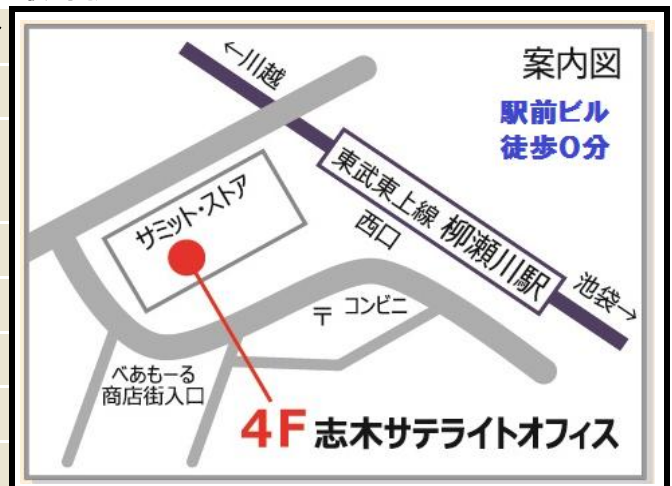 案内図
駅前ビル
徒歩0分
←川越
東武東上線 柳瀬川駅
西口
池袋→
サミット・ストア
〒 コンビニ
ぺあもーる
商店街入口
4F 志木サテライトオフィス